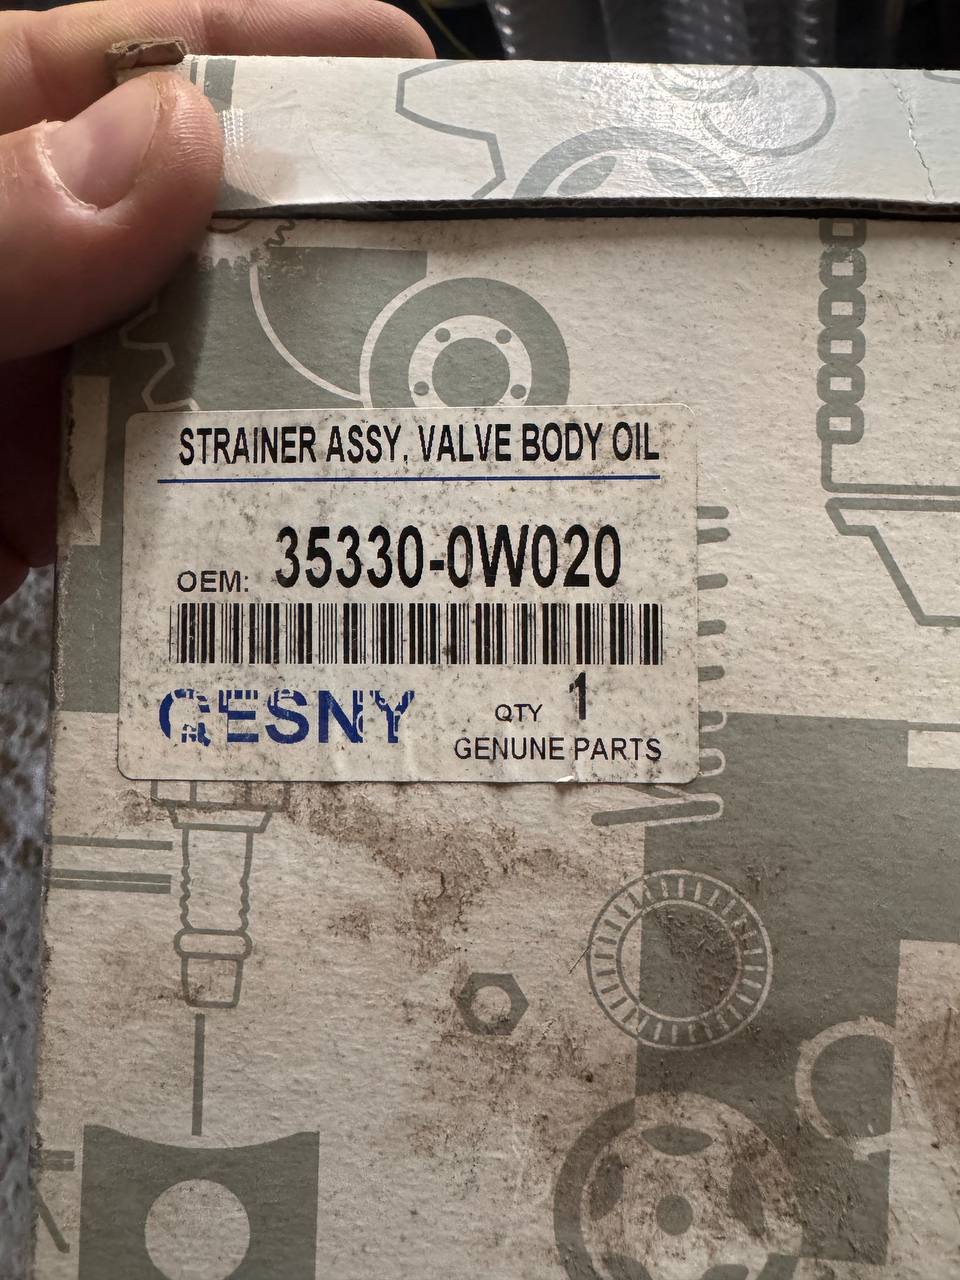 STRAINER ASSY, VALVE BODY OIL
OEM: 35330-0W020
GESNY
QTY 1
GENUNE PARTS